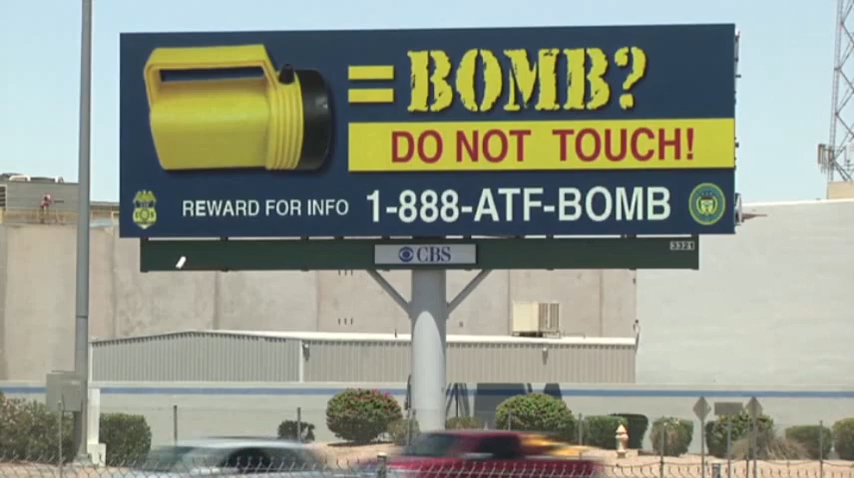 = BOMB?
DO NOT TOUCH!
REWARD FOR INFO 1-888-ATF-BOMB
CBS
3321